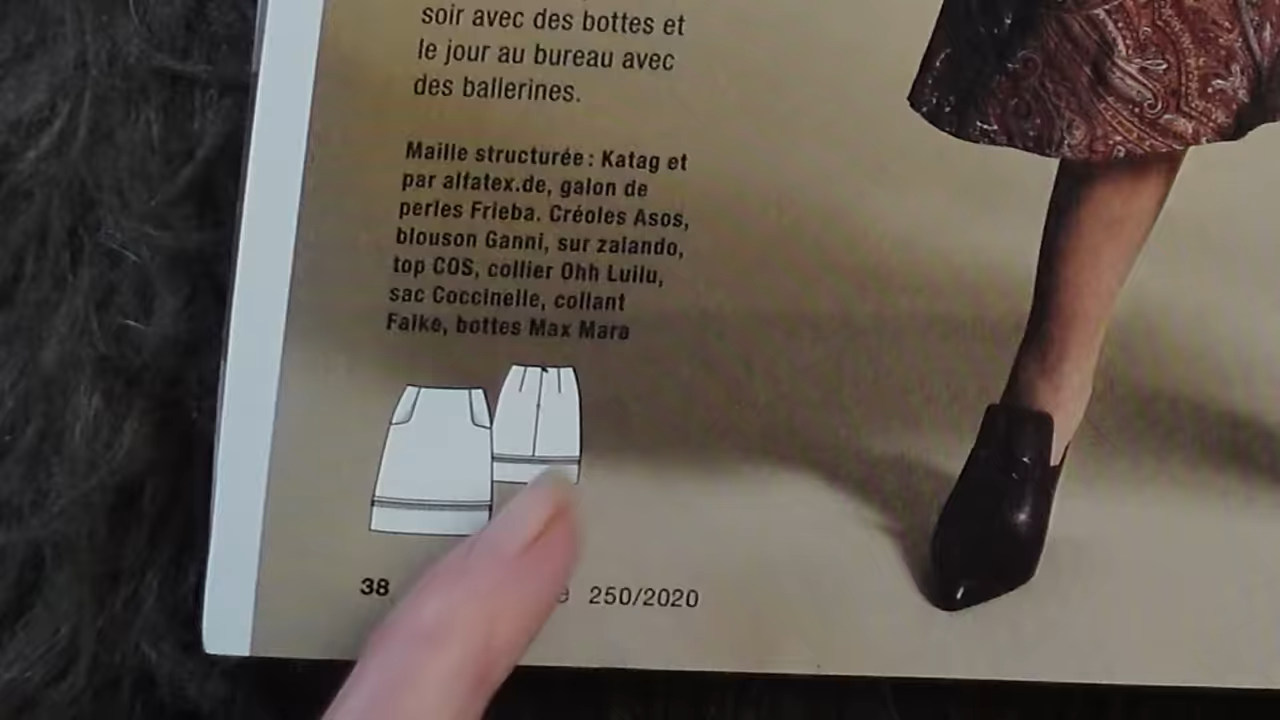 soir avec des bottes et
le jour au bureau avec
des ballerines.
Maille structurée : Katag et
par alfatex.de, galon de
perles Frieba. Créoles Asos,
blouson Ganni, sur zalando,
top COS, collier Ohh Luilu,
sac Coccinelle, collant
Falke, bottes Max Mara
38 250/2020